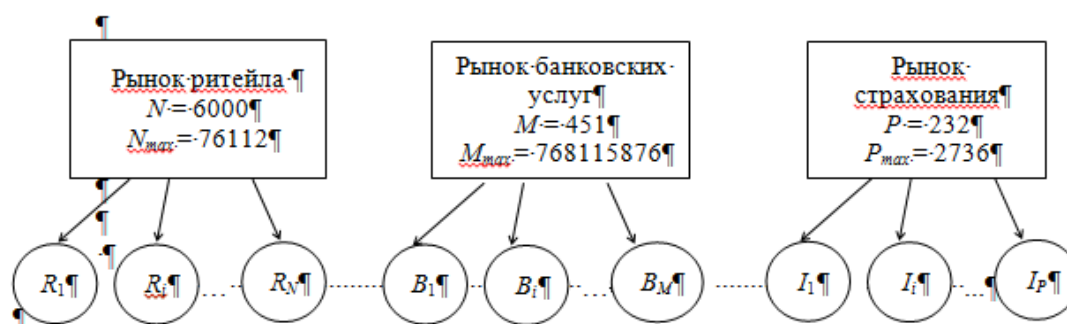 Рынок ритейла
N = 6000
Nmax = 76112
Рынок банковских
услуг
M = 451
Mmax = 768115876
Рынок
страхования
P = 232
Pmax = 2736
R1 Ri ... RN B1 Bi ... BM I1 Ii ... IP